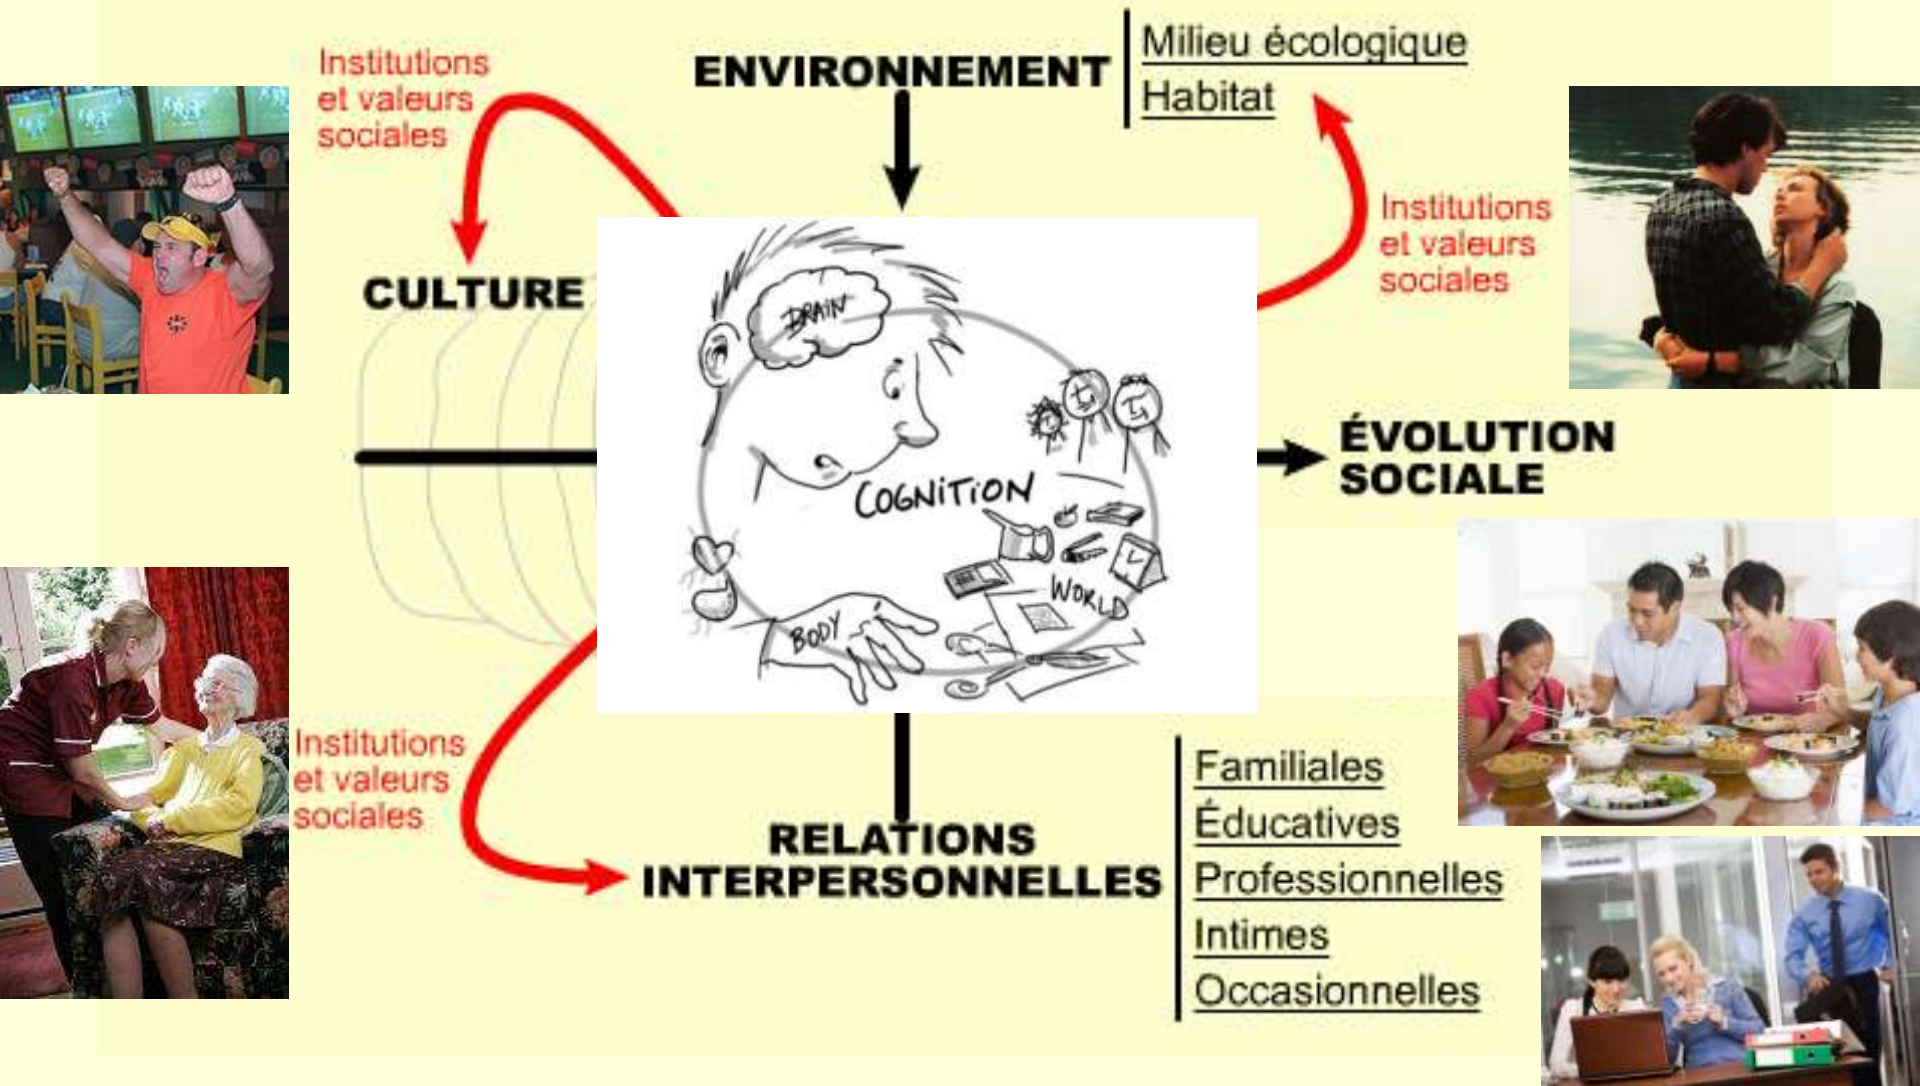 Institutions
et valeurs
sociales
ENVIRONNEMENT
Milieu écologique
Habitat
Institutions
et valeurs
sociales
CULTURE
BRAIN
COGNITION
WORLD
BODY
ÉVOLUTION
SOCIALE
Institutions
et valeurs
sociales
RELATIONS
INTERPERSONNELLES
Familiales
Éducatives
Professionnelles
Intimes
Occasionnelles